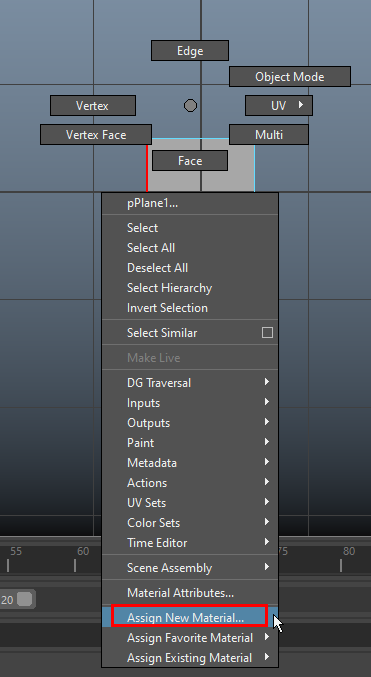 Edge
Object Mode
Vertex
UV
Vertex Face
Multi
Face
pPlane1...
Select
Select All
Deselect All
Select Hierarchy
Invert Selection
Select Similar
Make Live
DG Traversal
Inputs
Outputs
Paint
Metadata
Actions
UV Sets
Color Sets
Time Editor
55
60
75
80
Scene Assembly
Material Attributes...
20
Assign New Material...
Assign Favorite Material
Assign Existing Material